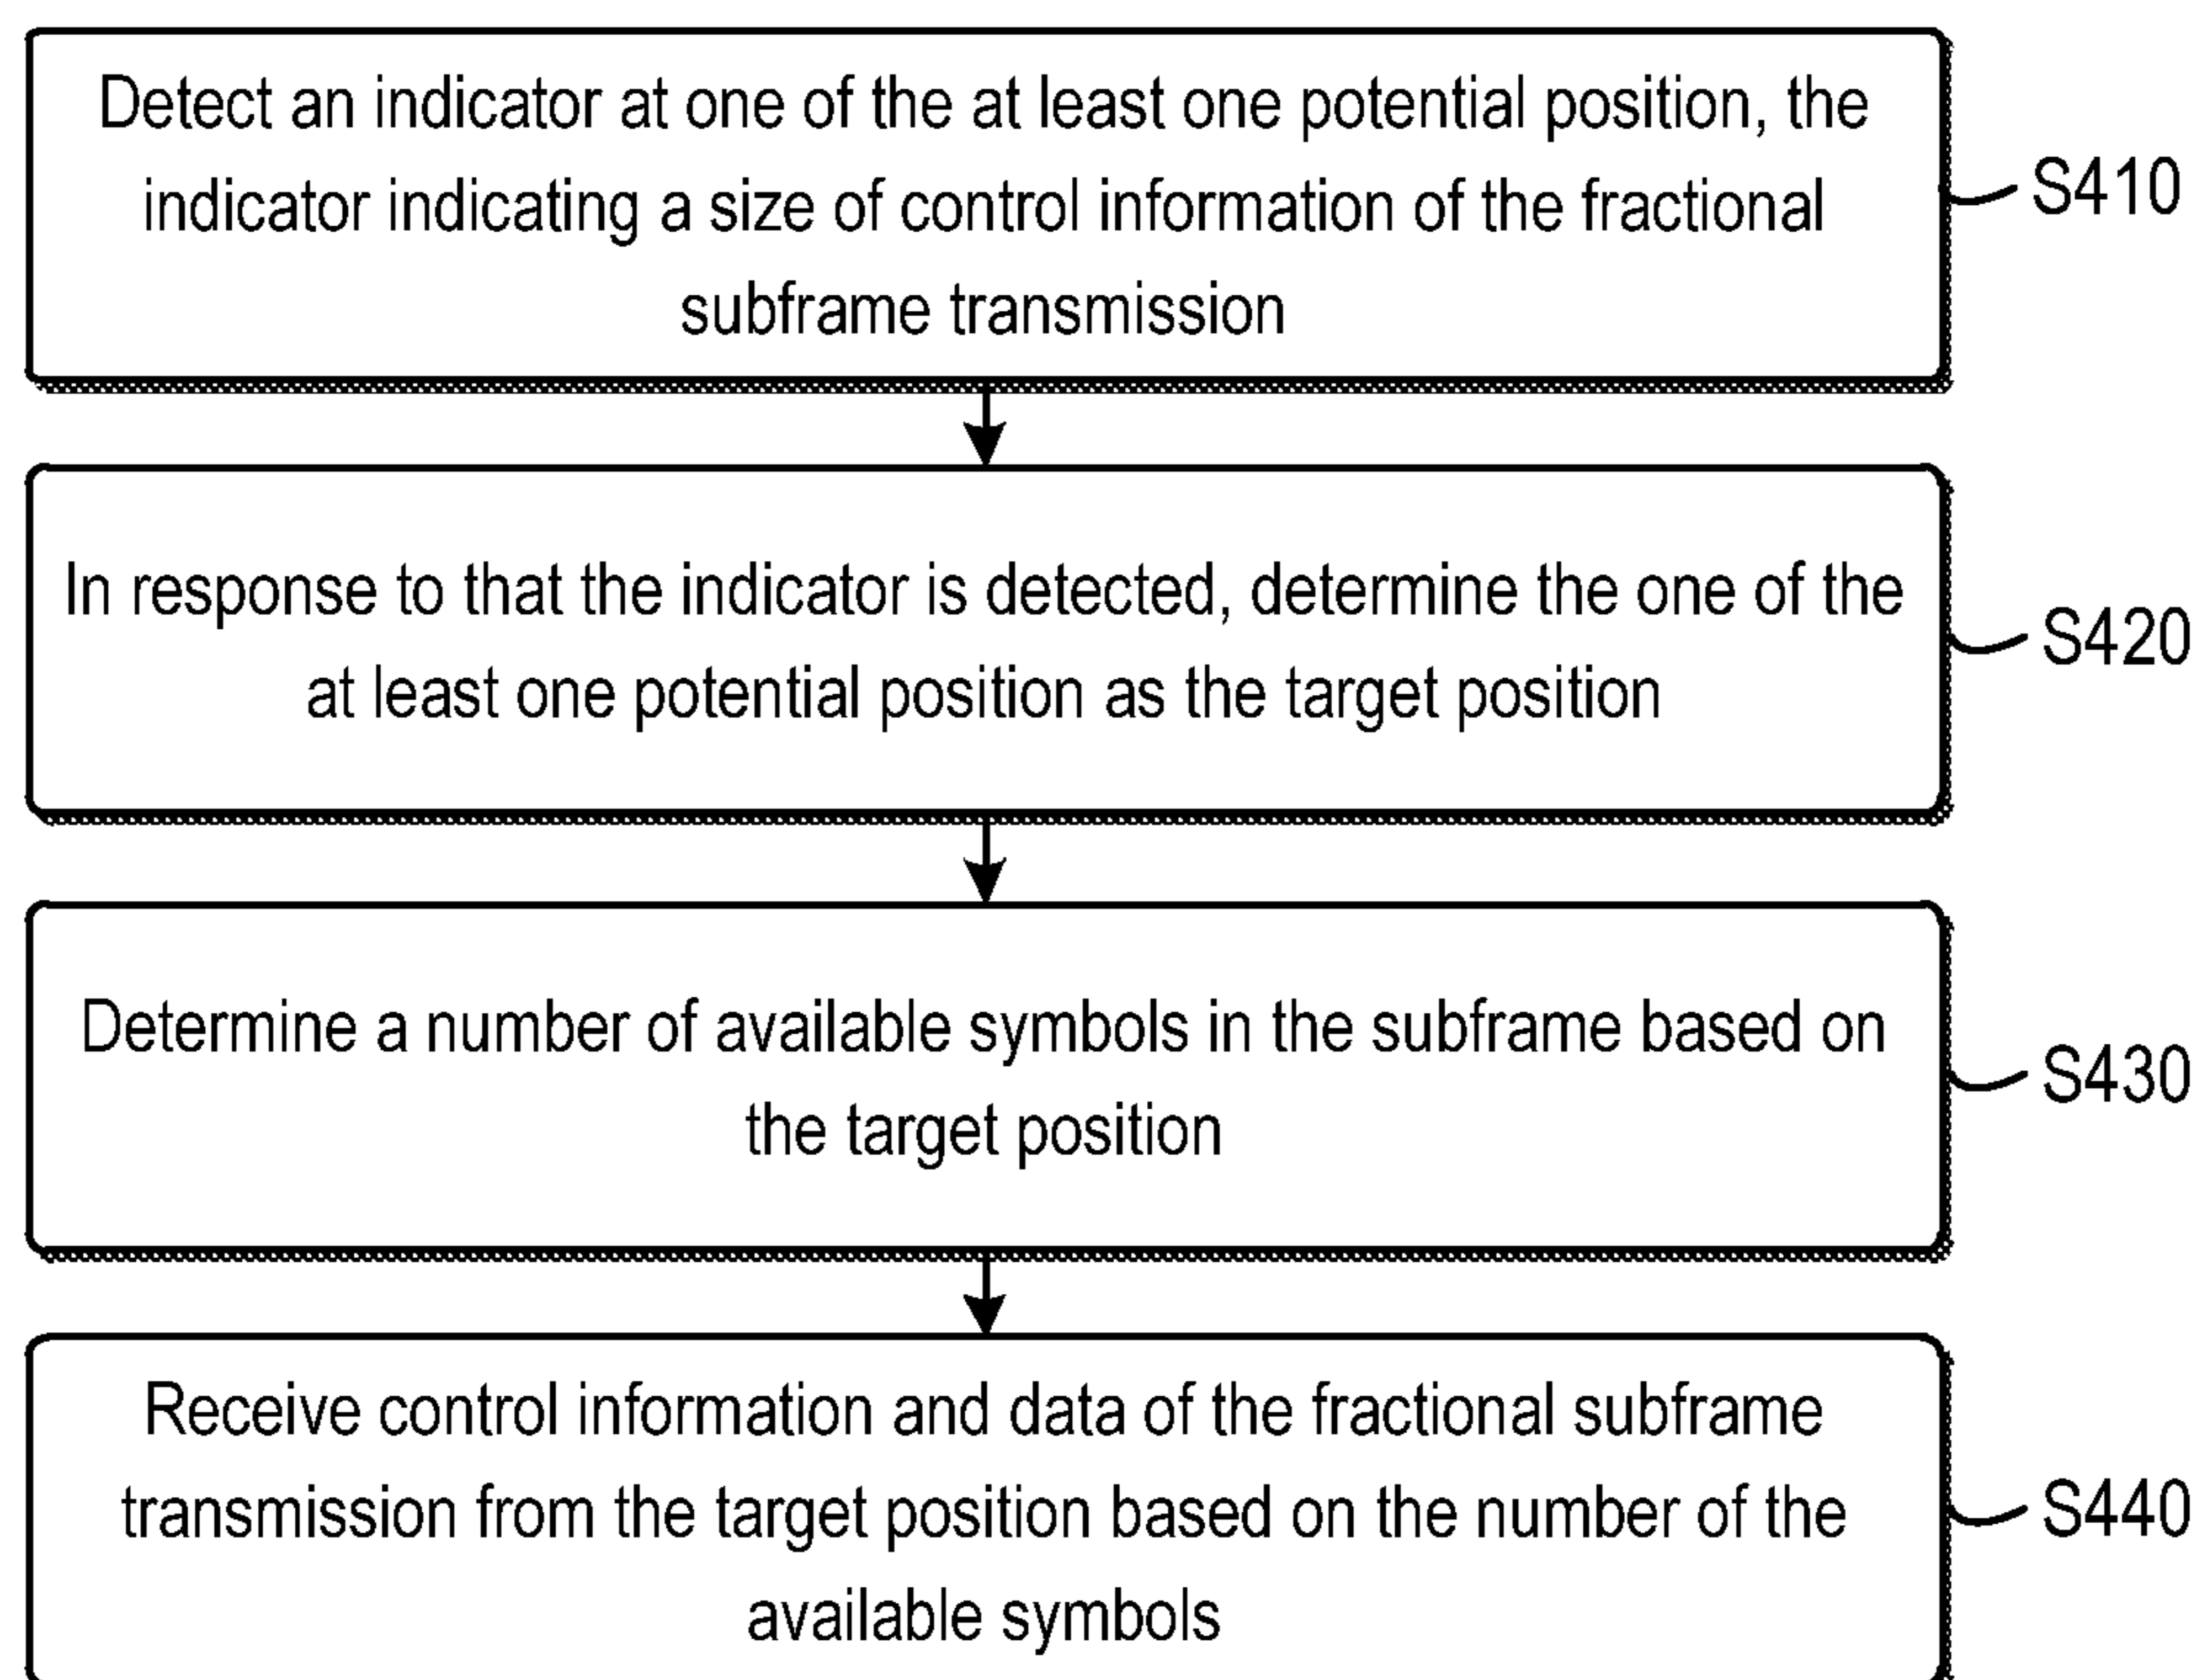 Detect an indicator at one of the at least one potential position, the
indicator indicating a size of control information of the fractional
subframe transmission
S410
In response to that the indicator is detected, determine the one of the
at least one potential position as the target position
S420
Determine a number of available symbols in the subframe based on
the target position
S430
Receive control information and data of the fractional subframe
transmission from the target position based on the number of the
available symbols
S440